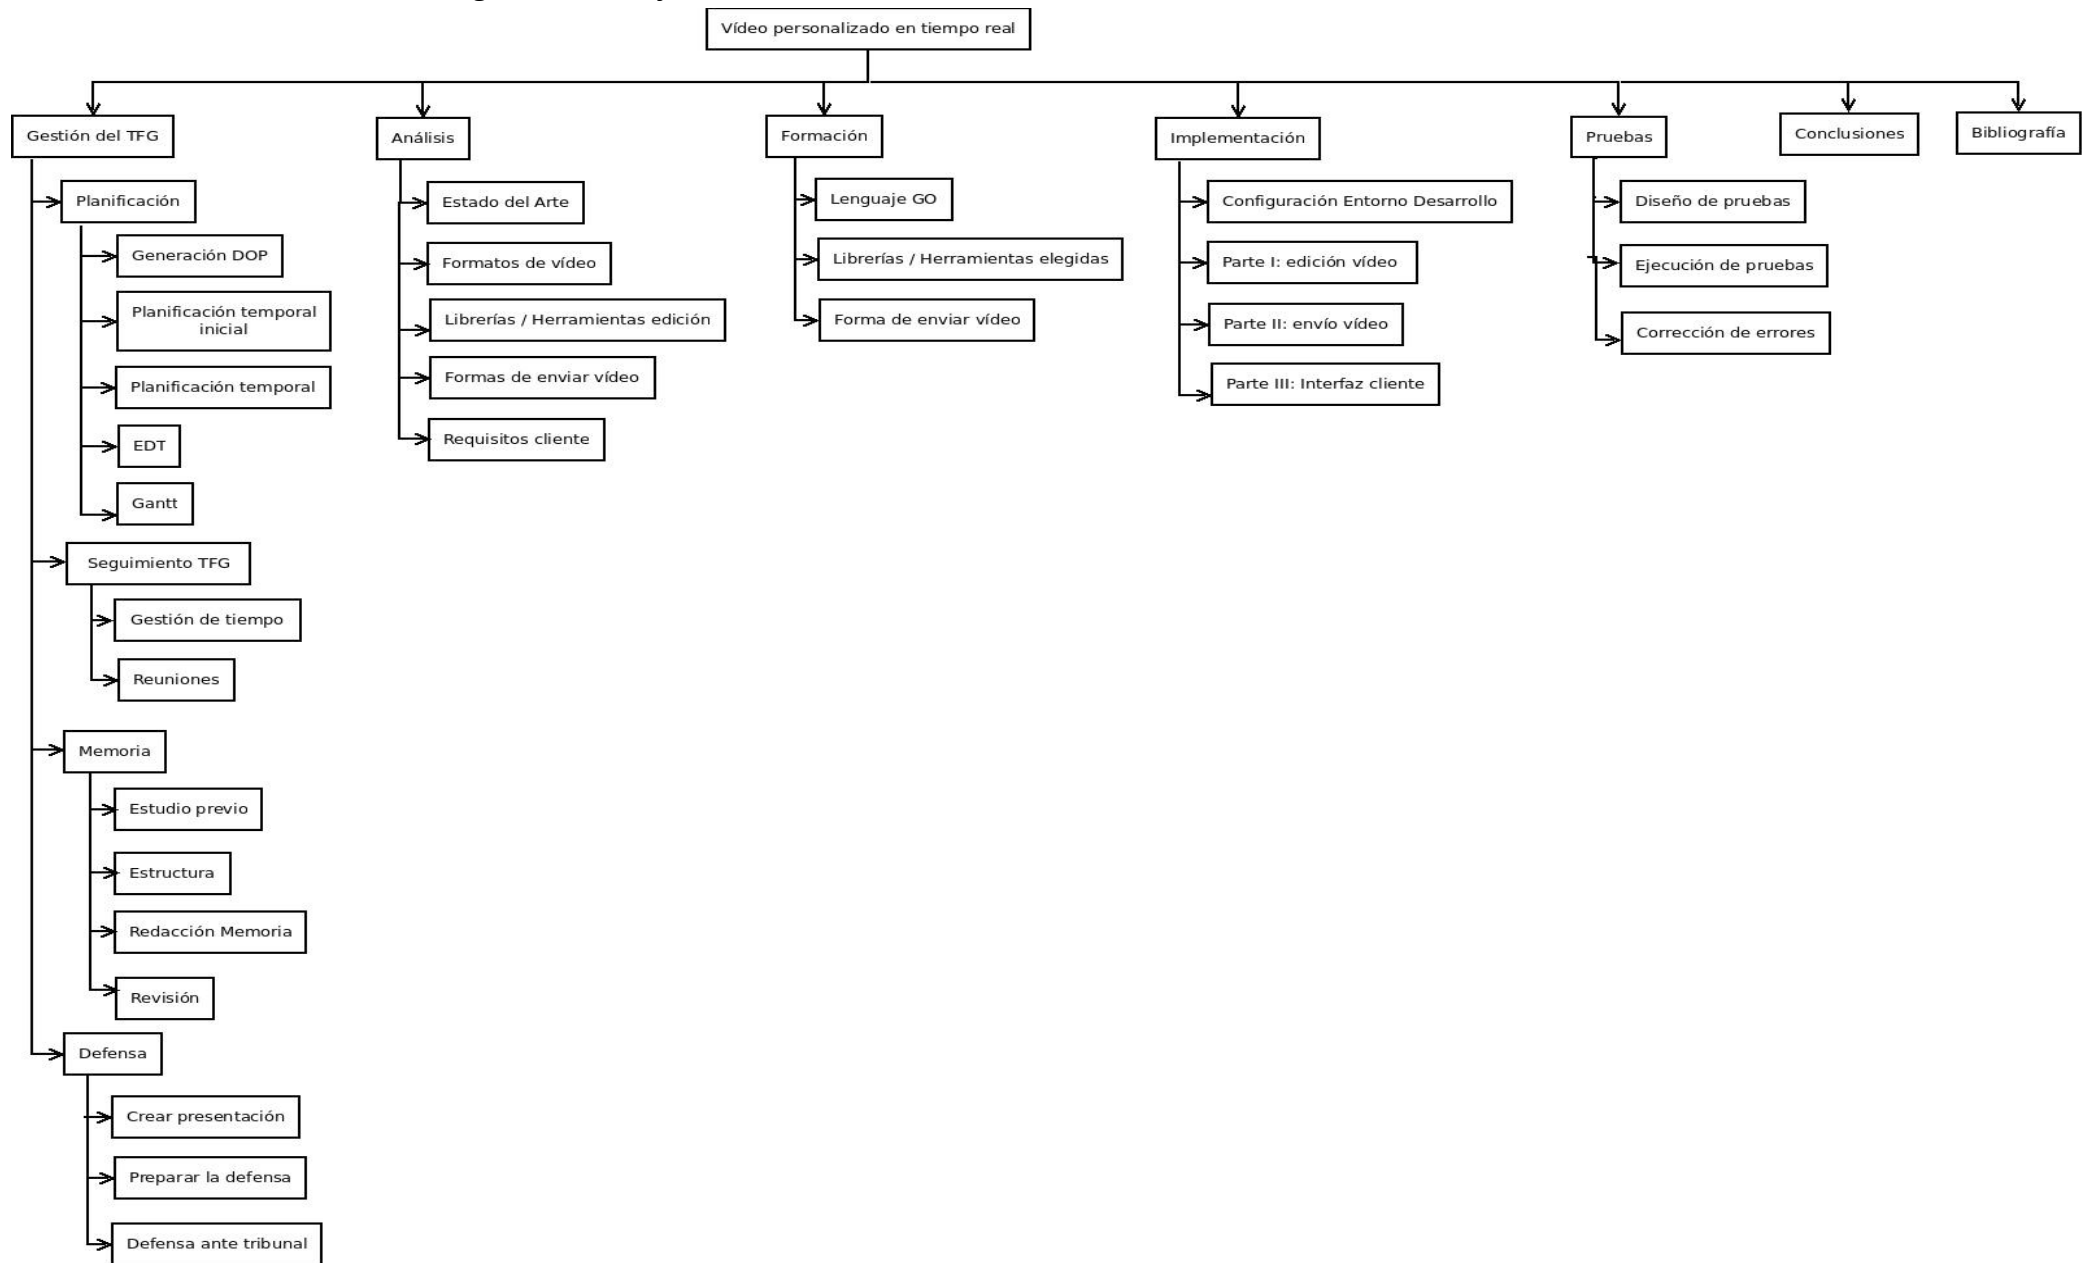 Vídeo personalizado en tiempo real
Gestión del TFG
Planificación
Generación DOP
Planificación temporal
inicial
Planificación temporal
EDT
Gantt
Seguimiento TFG
Gestión de tiempo
Reuniones
Memoria
Estudio previo
Estructura
Redacción Memoria
Revisión
Defensa
Crear presentación
Preparar la defensa
Defensa ante tribunal
Análisis
Estado del Arte
Formatos de vídeo
Librerías / Herramientas edición
Formas de enviar vídeo
Requisitos cliente
Formación
Lenguaje GO
Librerías / Herramientas elegidas
Forma de enviar vídeo
Implementación
Configuración Entorno Desarrollo
Parte I: edición vídeo
Parte II: envío vídeo
Parte III: Interfaz cliente
Pruebas
Diseño de pruebas
Ejecución de pruebas
Corrección de errores
Conclusiones
Bibliografía